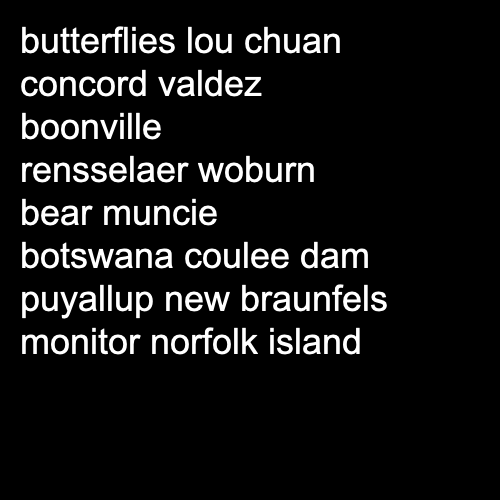 butterflies lou chuan
concord valdez
boonville
rensselaer woburn
bear muncie
botswana coulee dam
puyallup new braunfels
monitor norfolk island